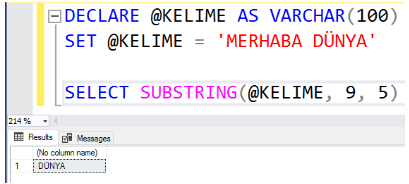 DECLARE @KELIME AS VARCHAR(100)
SET @KELIME = 'MERHABA DÜNYA'
SELECT SUBSTRING(@KELIME, 9, 5)
214 %
Results Messages
(No column name)
1 DÜNYA